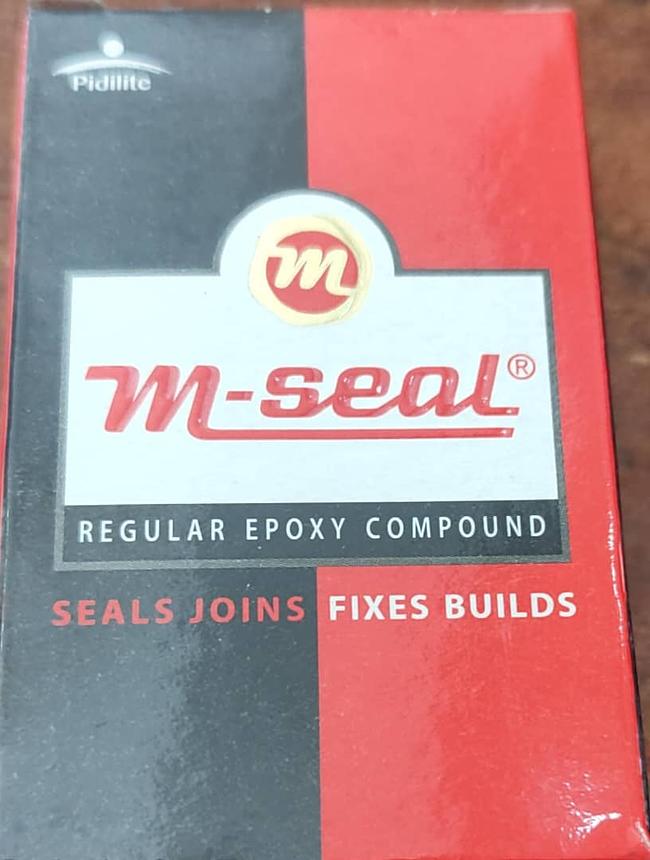 Pidilite
m
m-seal®
REGULAR EPOXY COMPOUND
SEALS JOINS FIXES BUILDS